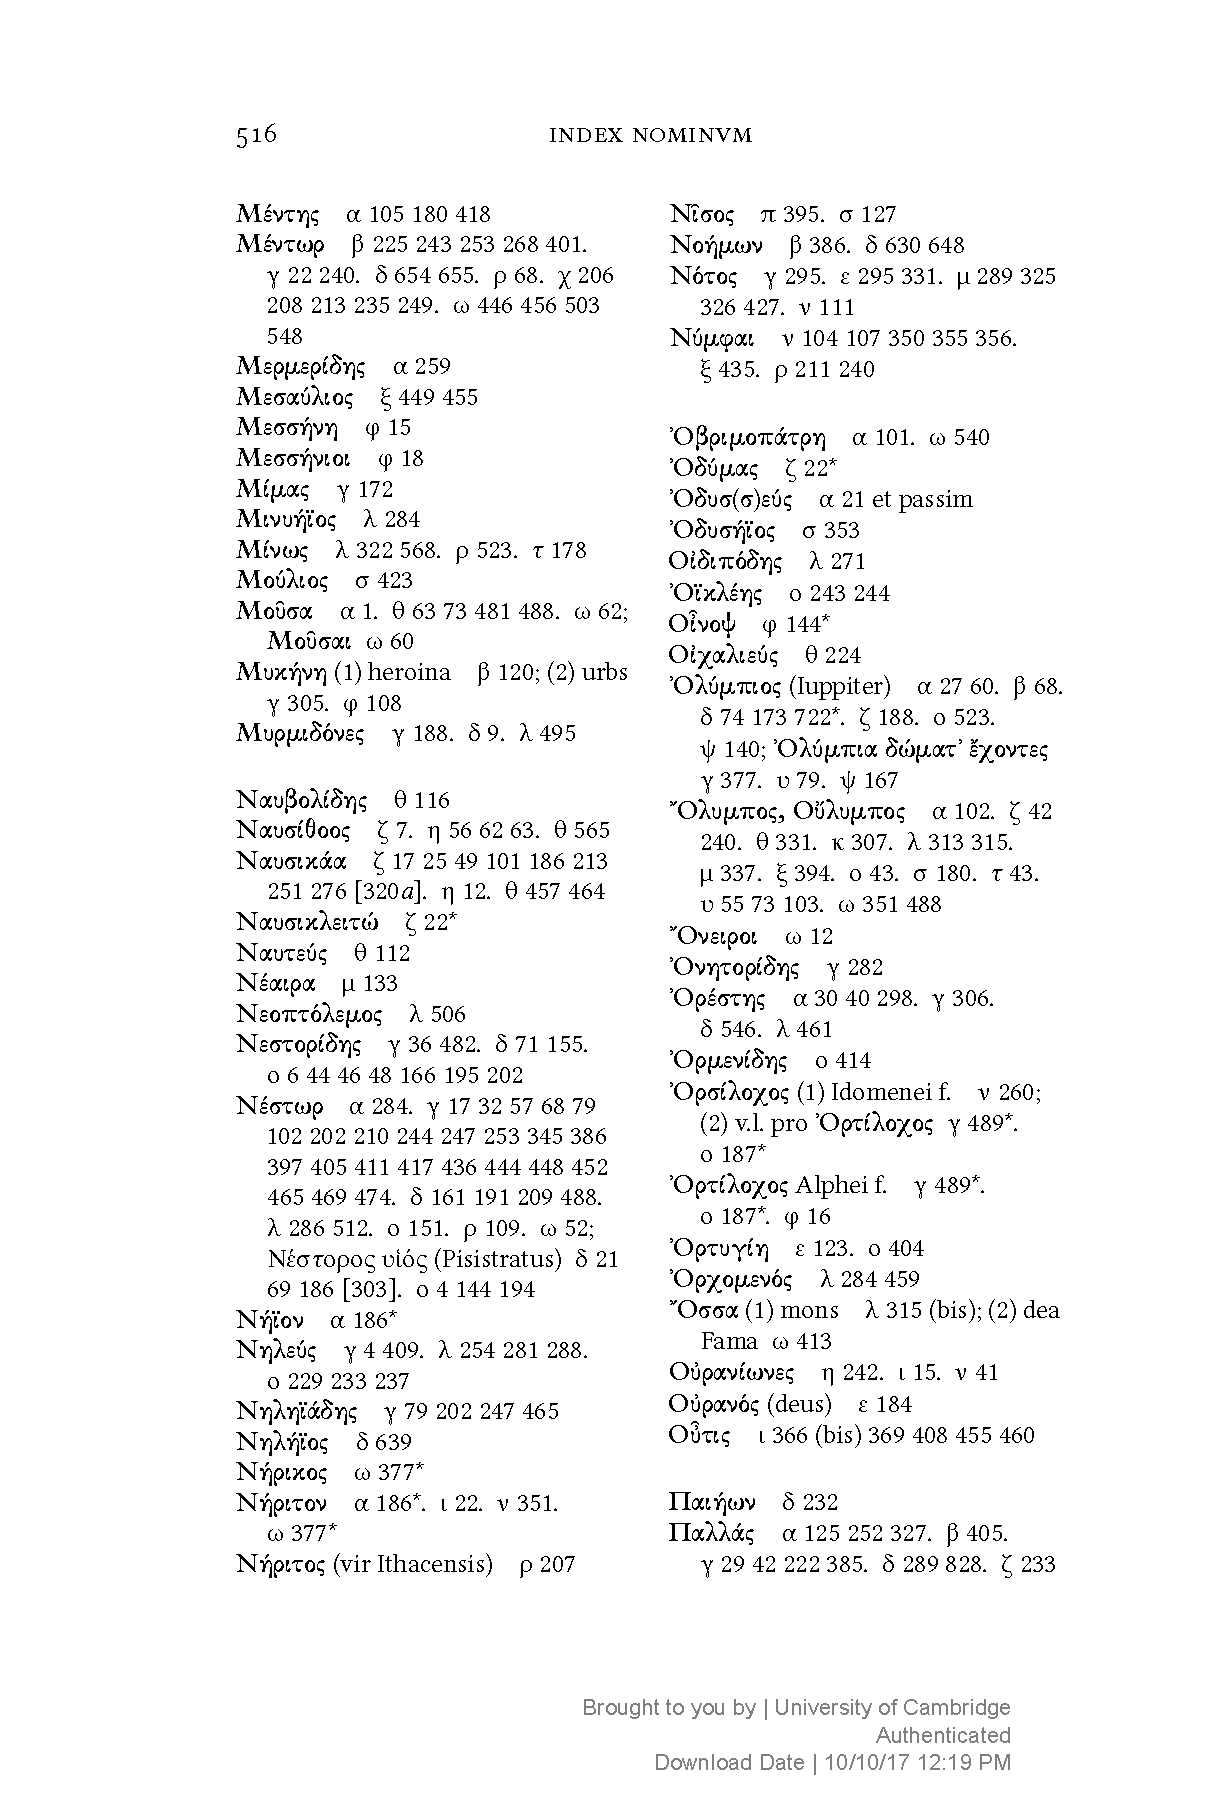 516
INDEX NOMINVM
Μέντης α 105 180 418
Μέντωρ β 225 243 253 268 401.
γ 22 240. δ 654 655. ρ 68. χ 206
208 213 235 249. ω 446 456 503
548
Μερμερίδης α 259
Μεσαύλιος ξ 449 455
Μεσσήνη φ 15
Μεσσήνιοι φ 18
Μίμας γ 172
Μινυήϊος λ 284
Μίνως λ 322 568. ρ 523. τ 178
Μούλιος σ 423
Μοῦσα α 1. θ 63 73 481 488. ω 62;
Μοῦσαι ω 60
Μυκήνη (1) heroina β 120; (2) urbs
γ 305. φ 108
Μυρμιδόνες γ 188. δ 9. λ 495
Ναυβολίδης θ 116
Ναυσίθοος ζ 7. η 56 62 63. θ 565
Ναυσικάα ζ 17 25 49 101 186 213
251 276 [320a]. η 12. θ 457 464
Ναυσικλειτώ ζ 22*
Ναυτεύς θ 112
Νέαιρα μ 133
Νεοπτόλεμος λ 506
Νεστορίδης γ 36 482. δ 71 155.
ο 6 44 46 48 166 195 202
Νέστωρ α 284. γ 17 32 57 68 79
102 202 210 244 247 253 345 386
397 405 411 417 436 444 448 452
465 469 474. δ 161 191 209 488.
λ 286 512. ο 151. ρ 109. ω 52;
Νέστορος υἱός (Pisistratus) δ 21
69 186 [303]. ο 4 144 194
Νήϊον α 186*
Νηλεύς γ 4 409. λ 254 281 288.
ο 229 233 237
Νηληϊάδης γ 79 202 247 465
Νηλήϊος δ 639
Νήρικος ω 377*
Νήριτον α 186*. ι 22. ν 351.
ω 377*
Νήριτος (vir Ithacensis) ρ 207
Νῖσος π 395. σ 127
Νοήμων β 386. δ 630 648
Νότος γ 295. ε 295 331. μ 289 325
326 427. ν 111
Νύμφαι ν 104 107 350 355 356.
ξ 435. ρ 211 240
Ὀβριμοπάτρη α 101. ω 540
Ὀδύμας ζ 22*
Ὀδυσ(σ)εύς α 21 et passim
Ὀδυσήϊος σ 353
Οἰδιπόδης λ 271
Ὀϊκλέης ο 243 244
Οἶνοψ φ 144*
Οἰχαλιεύς θ 224
Ὀλύμπιος (Iuppiter) α 27 60. β 68.
δ 74 173 722*. ζ 188. ο 523.
ψ 140; Ὀλύμπια δώματ’ ἔχοντες
γ 377. υ 79. ψ 167
Ὄλυμπος, Οὔλυμπος α 102. ζ 42
240. θ 331. κ 307. λ 313 315.
μ 337. ξ 394. ο 43. σ 180. τ 43.
υ 55 73 103. ω 351 488
Ὄνειροι ω 12
Ὀνητορίδης γ 282
Ὀρέστης α 30 40 298. γ 306.
δ 546. λ 461
Ὀρμενίδης ο 414
Ὀρσίλοχος (1) Idomenei f. ν 260;
(2) v.l. pro Ὀρτίλοχος γ 489*.
ο 187*
Ὀρτίλοχος Alphei f. γ 489*.
ο 187*. φ 16
Ὀρτυγίη ε 123. ο 404
Ὀρχομενός λ 284 459
Ὄσσα (1) mons λ 315 (bis); (2) dea
Fama ω 413
Οὐρανίωνες η 242. ι 15. ν 41
Οὐρανός (deus) ε 184
Οὖτις ι 366 (bis) 369 408 455 460
Παιήων δ 232
Παλλάς α 125 252 327. β 405.
γ 29 42 222 385. δ 289 828. ζ 233
Brought to you by | University of Cambridge
Authenticated
Download Date | 10/10/17 12:19 PM